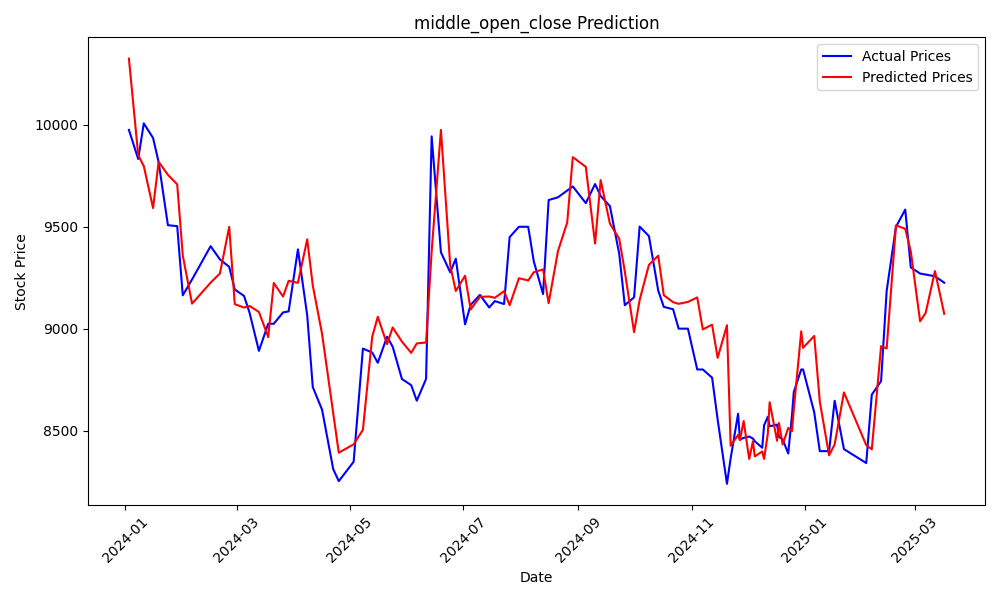 middle_open_close Prediction
Actual Prices
Predicted Prices
Stock Price
10000
9500
9000
8500
2024-01
2024-03
2024-05
2024-07
2024-09
2024-11
2025-01
2025-03
Date